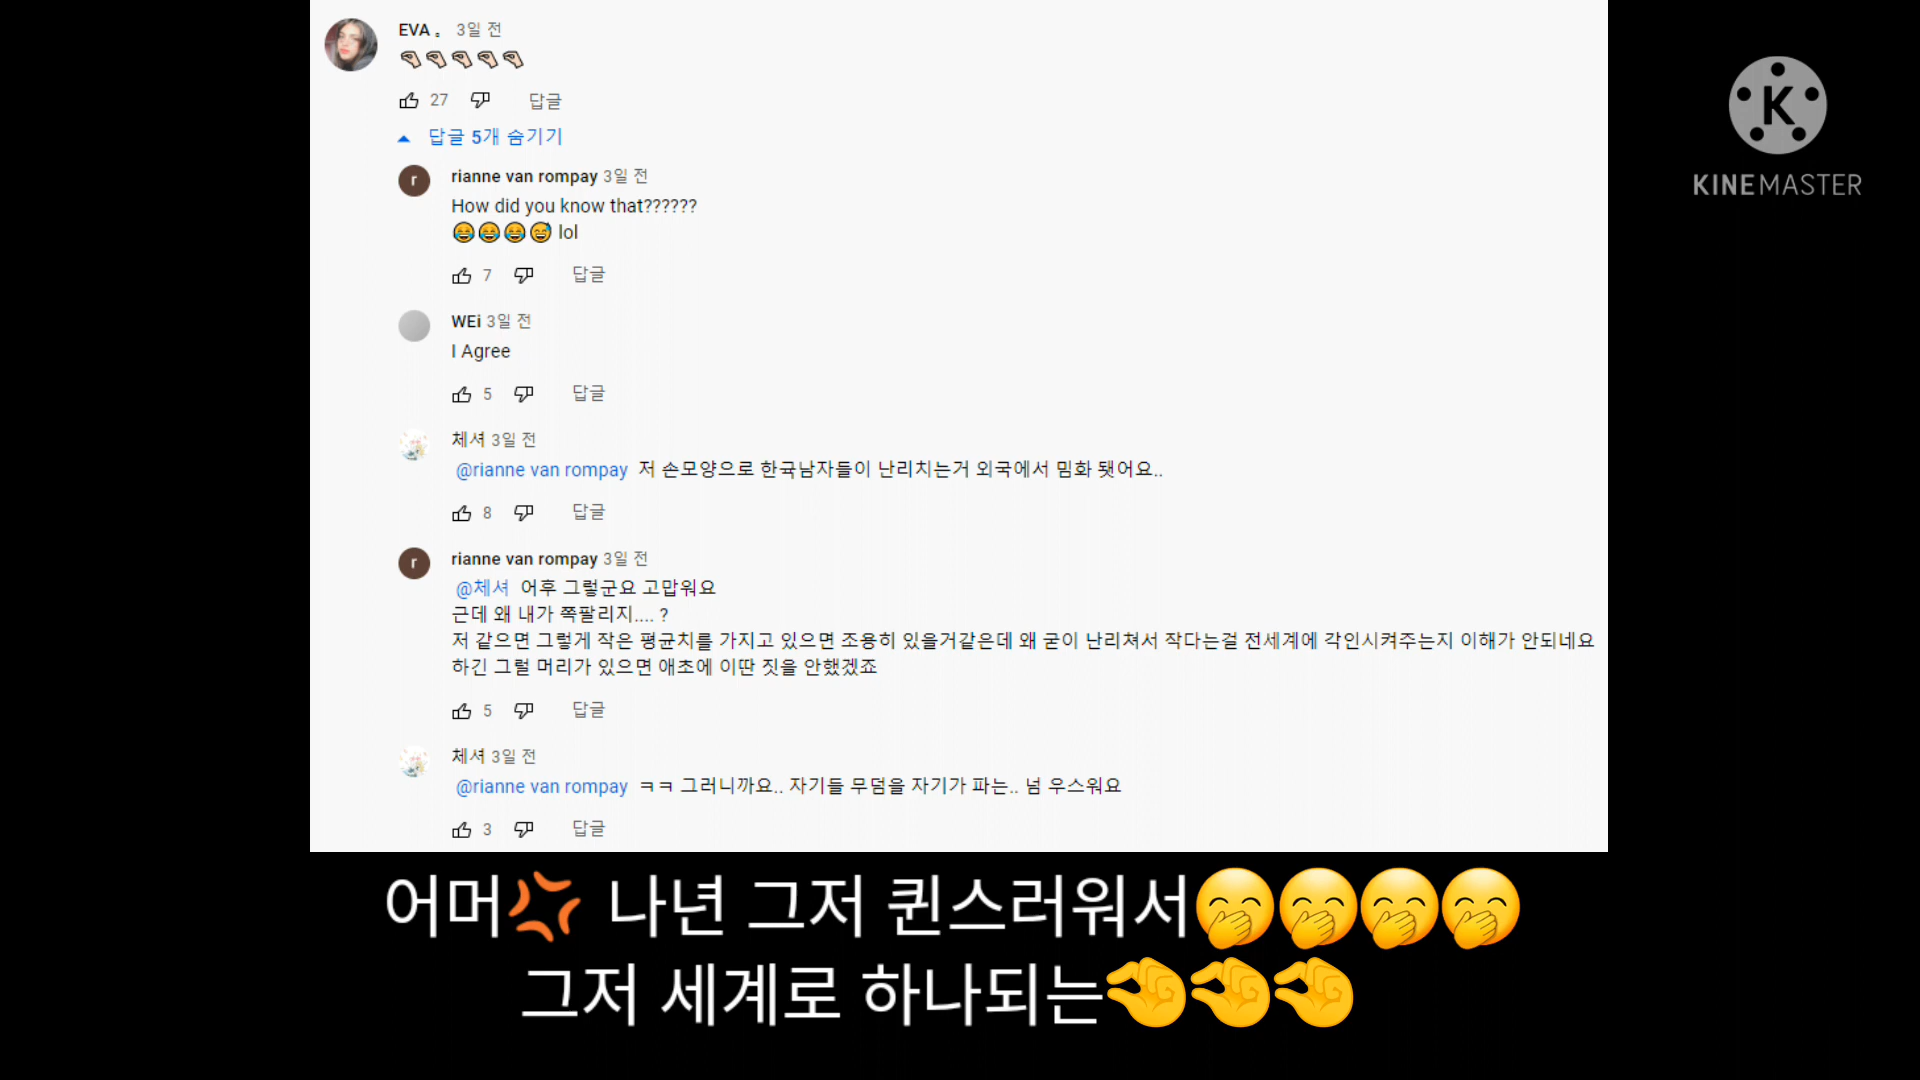 EVA 。 3일 전
🤏🏻🤏🏻🤏🏻🤏🏻🤏🏻
27 답글
답글 5개 숨기기
r
rianne van rompay 3일 전
How did you know that??????
😂😂😂😅 lol
7 답글
WEi 3일 전
I Agree
5 답글
체셔 3일 전
@rianne van rompay 저 손모양으로 한국남자들이 난리치는거 외국에서 밈화 됏어요..
8 답글
r
rianne van rompay 3일 전
@체셔 어후 그렇군요 고맙워요
근데 왜 내가 쪽팔리지.... ?
저 같으면 그렇게 작은 평균치를 가지고 있으면 조용히 있을거같은데 왜 굳이 난리쳐서 작다는걸 전세계에 각인시켜주는지 이해가 안되네요
하긴 그럴 머리가 있으면 애초에 이딴 짓을 안했겠죠
5 답글
체셔 3일 전
@rianne van rompay ㅋㅋ 그러니까요.. 자기들 무덤을 자기가 파는.. 넘 우스워요
3 답글
어머💢 나년 그저 퀸스러워서🤭🤭🤭🤭
그저 세계로 하나되는🤏🤏🤏
K
KINEMASTER